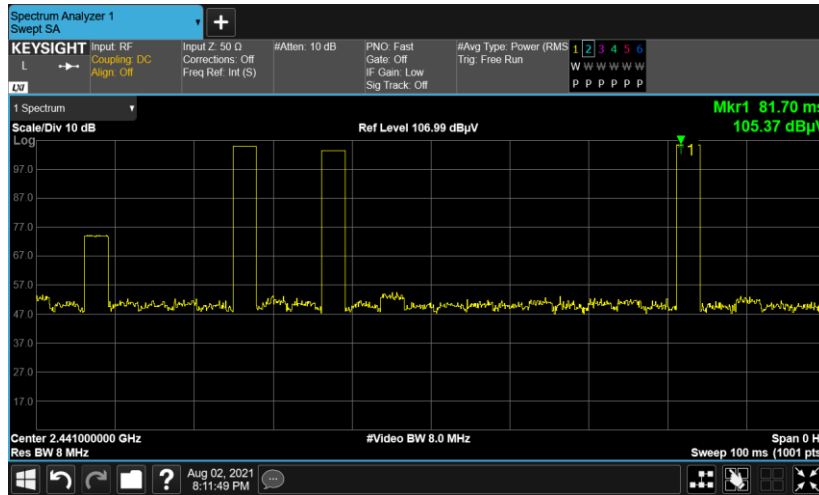 Spectrum Analyzer 1
Swept SA
KEYSIGHT
L
LXI
Input: RF
Coupling: DC
Align: Off
Input Z: 50 Ω
Corrections: Off
Freq Ref: Int (S)
#Atten: 10 dB
PNO: Fast
Gate: Off
IF Gain: Low
Sig Track: Off
#Avg Type: Power (RMS
Trig: Free Run
1 2 3 4 5 6
W W W W W W
P P P P P P
1 Spectrum
Scale/Div 10 dB
Ref Level 106.99 dBµV
Mkr1 81.70 ms
105.37 dBµV
Log
1
97.0
87.0
77.0
67.0
57.0
47.0
37.0
27.0
17.0
Center 2.441000000 GHz
Res BW 8 MHz
#Video BW 8.0 MHz
Span 0 H
Sweep 100 ms (1001 pts
Aug 02, 2021
8:11:49 PM